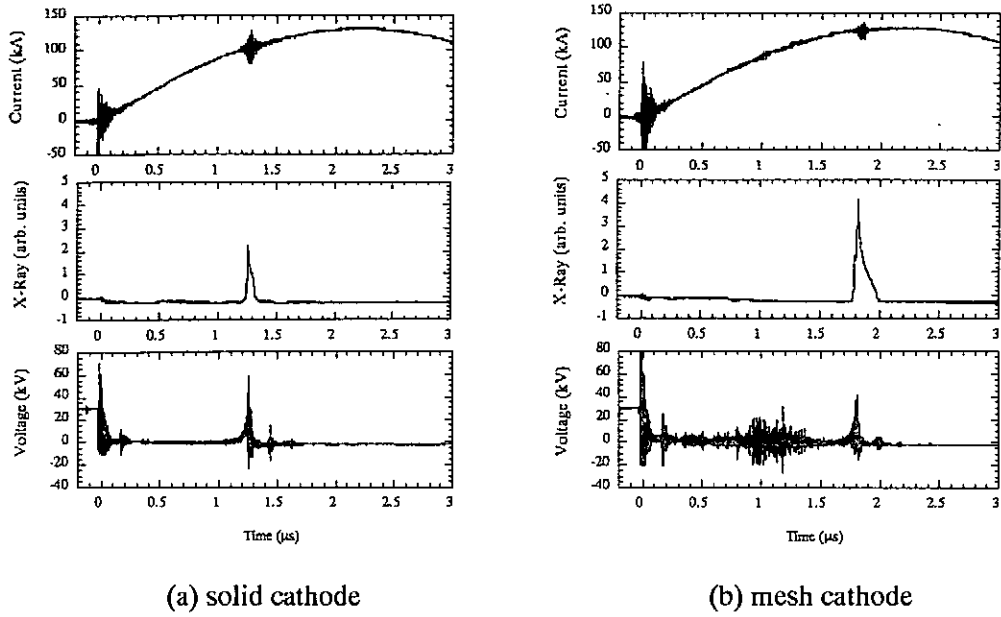 Current (kA)
150
100
50
0
-50
0 0.5 1 1.5 2 2.5 3
X-Ray (arb. units)
5
4
3
2
1
0
-1
0 0.5 1 1.5 2 2.5 3
Voltage (kV)
80
60
40
20
0
-20
-40
0 0.5 1 1.5 2 2.5 3
Time (μs)
(a) solid cathode
Current (kA)
150
100
50
0
-50
0 0.5 1 1.5 2 2.5 3
X-Ray (arb. units)
5
4
3
2
1
0
-1
0 0.5 1 1.5 2 2.5 3
Voltage (kV)
80
60
40
20
0
-20
-40
0 0.5 1 1.5 2 2.5 3
Time (μs)
(b) mesh cathode